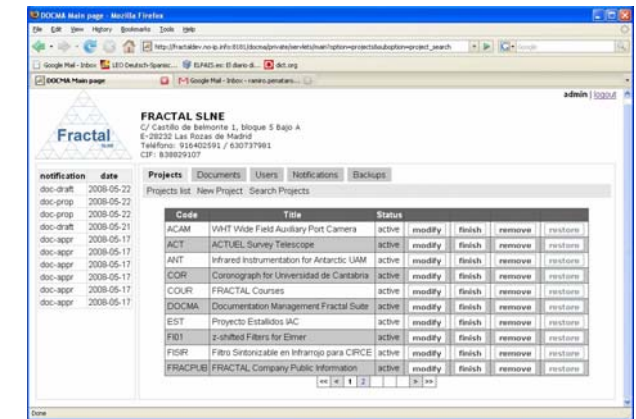 DOCMA Main page - Mozilla Firefox
File Edit View History Bookmarks Tools Help
Google Mail - Inbox LEO Deutsch-Spanisc... ELPAIS.es: El diario di... dict.org
DOCMA Main page Google Mail - Inbox - ramiro.penataro...
admin | logout
Fractal
SLNE
FRACTAL SLNE
C/ Castillo de Belmonte 1, bloque 5 Bajo A
E-28232 Las Rozas de Madrid
Teléfono: 916402591 / 630737981
CIF: B38829107
notification date
doc-draft 2008-05-22
doc-prop 2008-05-22
doc-prop 2008-05-22
doc-draft 2008-05-21
doc-appr 2008-05-17
doc-appr 2008-05-17
doc-appr 2008-05-17
doc-appr 2008-05-17
doc-appr 2008-05-17
doc-appr 2008-05-17
Projects Documents Users Notifications Backups
Projects list New Project Search Projects
Code Title Status
ACAM WHT Wide Field Auxiliary Port Camera active modify finish remove restore
ACT ACTUEL Survey Telescope active modify finish remove restore
ANT Infrared Instrumentation for Antarctic UAM active modify finish remove restore
COR Coronograph for Universidad de Cantabria active modify finish remove restore
COUR FRACTAL Courses active modify finish remove restore
DOCMA Documentation Management Fractal Suite active modify finish remove restore
EST Proyecto Estallidos IAC active modify finish remove restore
FI01 z-shifted Filters for Elmer active modify finish remove restore
FISIR Filtro Sintonizable en Infrarrojo para CIRCE active modify finish remove restore
FRACPUB FRACTAL Company Public Information active modify finish remove restore
<< < 1 2 > >>
Done